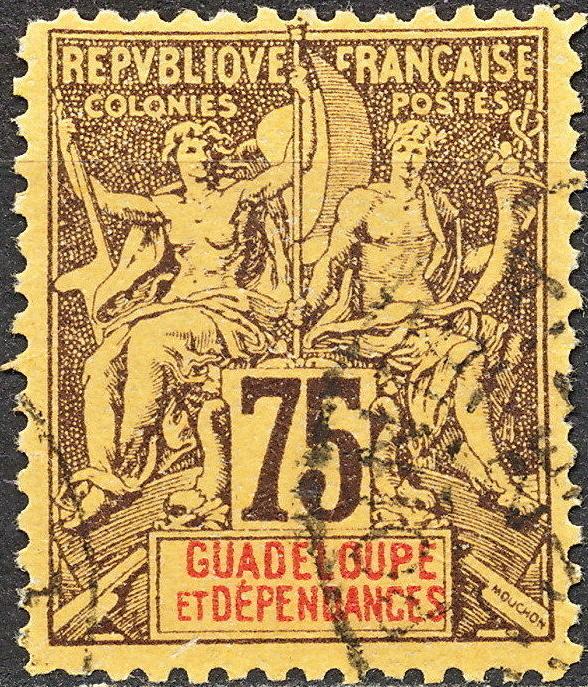 REPVBLIQVE FRANÇAISE
COLONIES POSTES
75
GUADELOUPE
ET DÉPENDANCES
MOUCHON